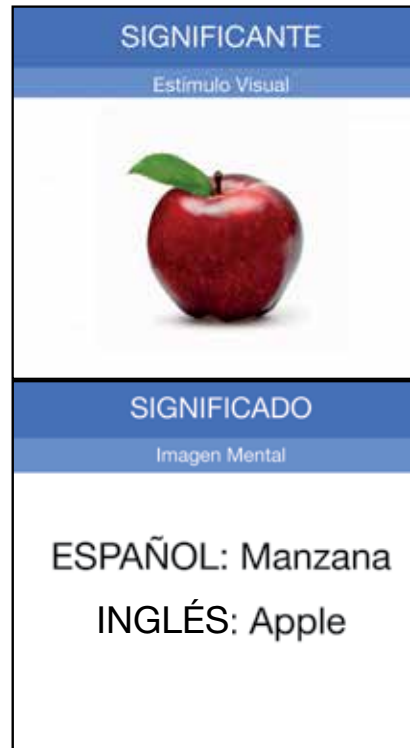 SIGNIFICANTE
Estímulo Visual
SIGNIFICADO
Imagen Mental
ESPAÑOL: Manzana
INGLÉS: Apple